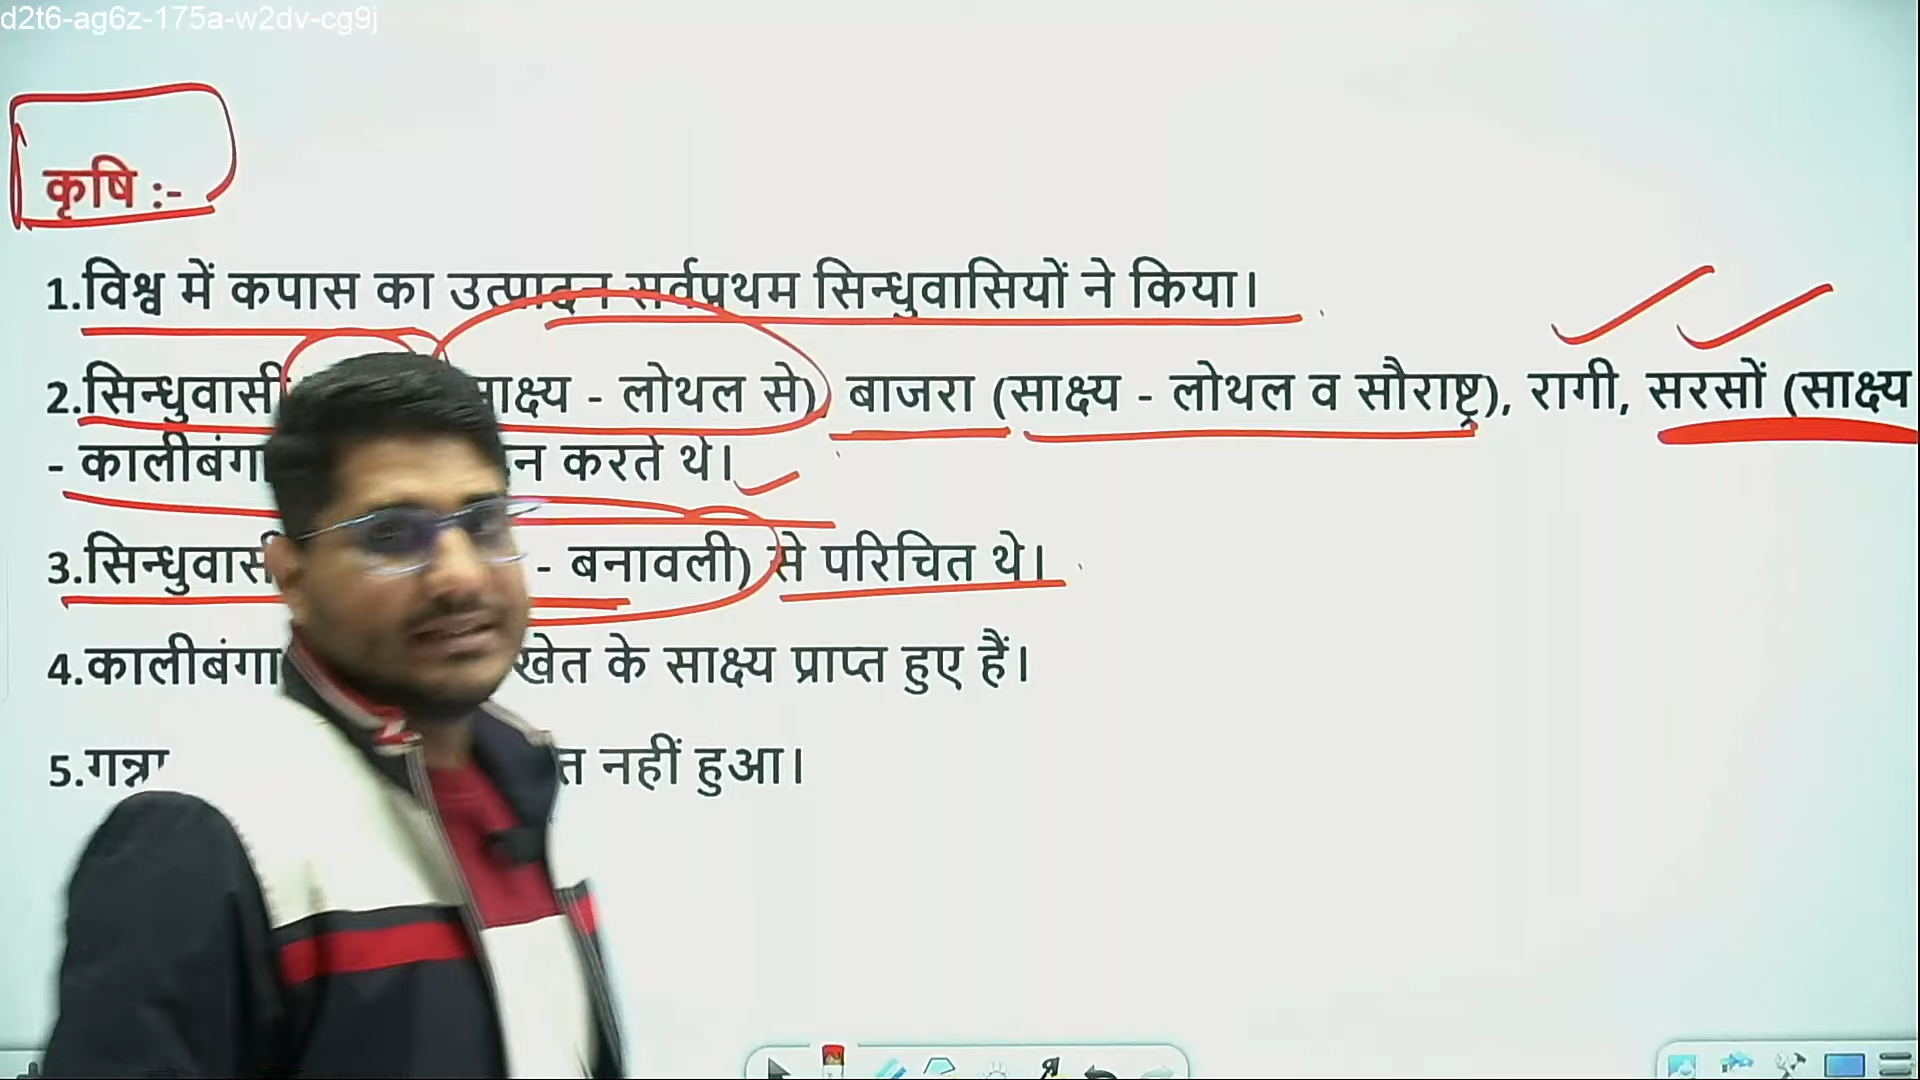 d2t6-ag6z-175a-w2dv-cg9j
कृषि :-
1.विश्व में कपास का उत्पादन सर्वप्रथम सिन्धुवासियों ने किया।
2.सिन्धुवासी - लोथल से) बाजरा (साक्ष्य - लोथल व सौराष्ट्र), रागी, सरसों (साक्ष्य
- करते थे।
3. - बनावली) से परिचित थे।
4.कालीबंगा खेत के साक्ष्य प्राप्त हुए हैं।
5.गन्ना नहीं हुआ।